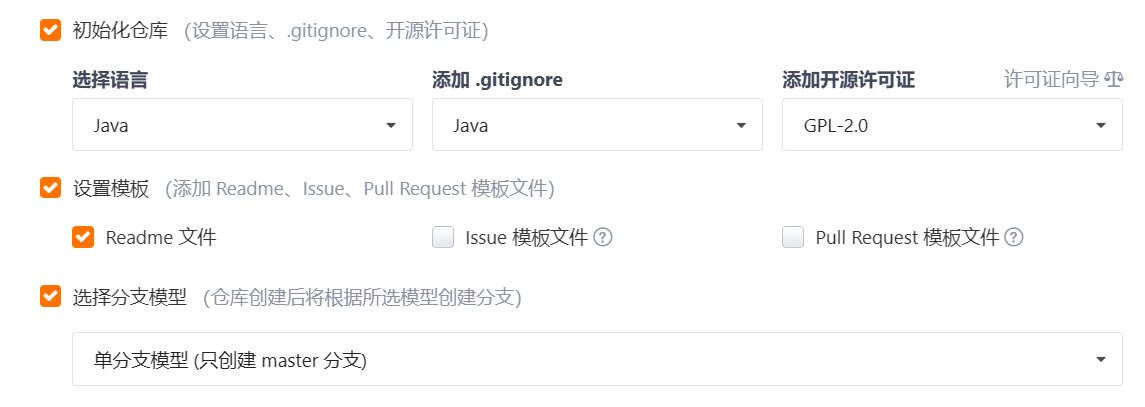 初始化仓库 (设置语言、.gitignore、开源许可证)
选择语言 添加 .gitignore 添加开源许可证 许可证向导
Java Java GPL-2.0
设置模板 (添加 Readme、Issue、Pull Request 模板文件)
Readme 文件 Issue 模板文件 ? Pull Request 模板文件 ?
选择分支模型 (仓库创建后将根据所选模型创建分支)
单分支模型 (只创建 master 分支)